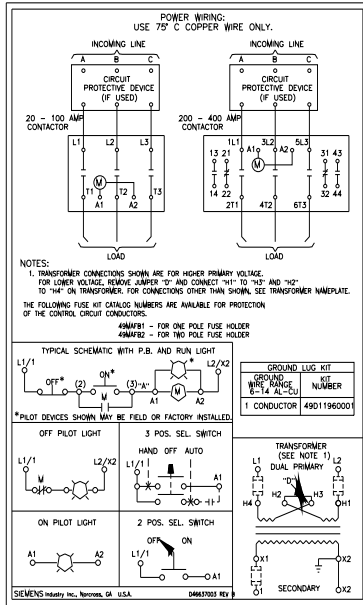 POWER WIRING:
USE 75° C COPPER WIRE ONLY.
INCOMING LINE
INCOMING LINE
A B C
A B C
CIRCUIT
PROTECTIVE DEVICE
(IF USED)
CIRCUIT
PROTECTIVE DEVICE
(IF USED)
20 - 100 AMP
CONTACTOR
200 - 400 AMP
CONTACTOR
L1 L2 L3
M
T1 T2 T3
A1 A2
1L1 3L2 5L3
13 21 A1 A2 31 43
M
14 22 32 44
2T1 4T2 6T3
LOAD
LOAD
NOTES:
1. TRANSFORMER CONNECTIONS SHOWN ARE FOR HIGHER PRIMARY VOLTAGE.
FOR LOWER VOLTAGE, REMOVE JUMPER "D" AND CONNECT "H1" TO "H3" AND "H2"
TO "H4" ON TRANSFORMER. FOR CONNECTIONS OTHER THAN SHOWN, SEE TRANSFORMER NAMEPLATE.
THE FOLLOWING FUSE KIT CATALOG NUMBERS ARE AVAILABLE FOR PROTECTION
OF THE CONTROL CIRCUIT CONDUCTORS.
49MAFB1 - FOR ONE POLE FUSE HOLDER
49MAFB2 - FOR TWO POLE FUSE HOLDER
TYPICAL SCHEMATIC WITH P.B. AND RUN LIGHT
L1/1 L2/X2
OFF* (2) ON* (3)"A" A1 M A2
M
*
*PILOT DEVICES SHOWN MAY BE FIELD OR FACTORY INSTALLED.
GROUND LUG KIT
GROUND
WIRE RANGE
6-14 AL-CU
KIT
NUMBER
1 CONDUCTOR 49D11960001
OFF PILOT LIGHT
L1/1 L2/X2
M
3 POS. SEL. SWITCH
HAND OFF AUTO
L1/1 A1
TRANSFORMER
(SEE NOTE 1)
L1 DUAL PRIMARY L2
"D"
H4 H2 H3 H1
X1 X2
1 SECONDARY X2
ON PILOT LIGHT
A1 A2
2 POS. SEL. SWITCH
OFF ON
L1/1
A1
SIEMENS Industry Inc., Norcross, GA U.S.A. D46637003 REV